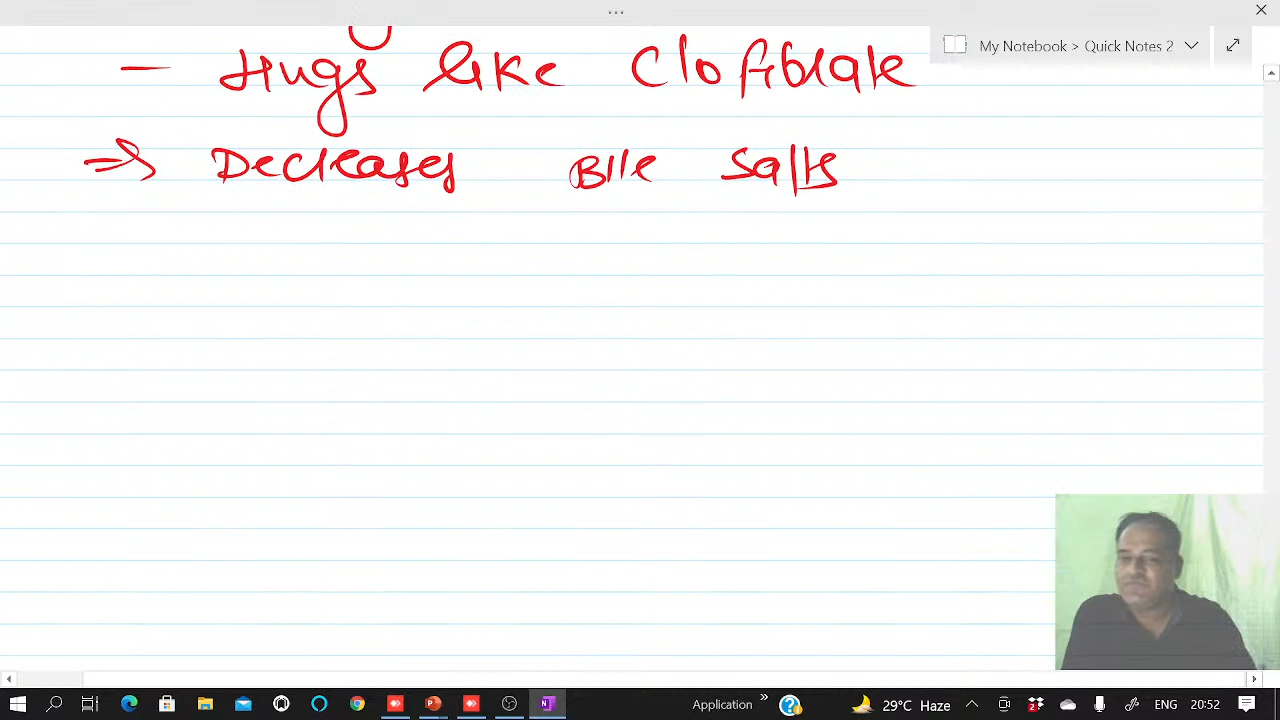 My Notebook - Quick Notes 2
- Drugs like Clofibrate
⇒ Decreases Bile Salts
Application
29°C Haze
ENG
20:52